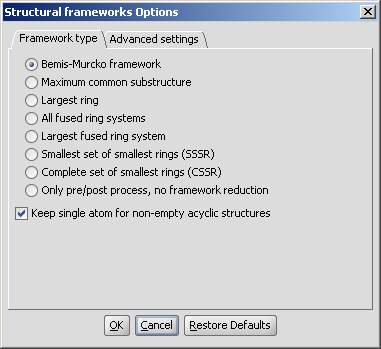 Structural frameworks Options
Framework type Advanced settings
Bemis-Murcko framework
Maximum common substructure
Largest ring
All fused ring systems
Largest fused ring system
Smallest set of smallest rings (SSSR)
Complete set of smallest rings (CSSR)
Only pre/post process, no framework reduction
Keep single atom for non-empty acyclic structures
OK Cancel Restore Defaults